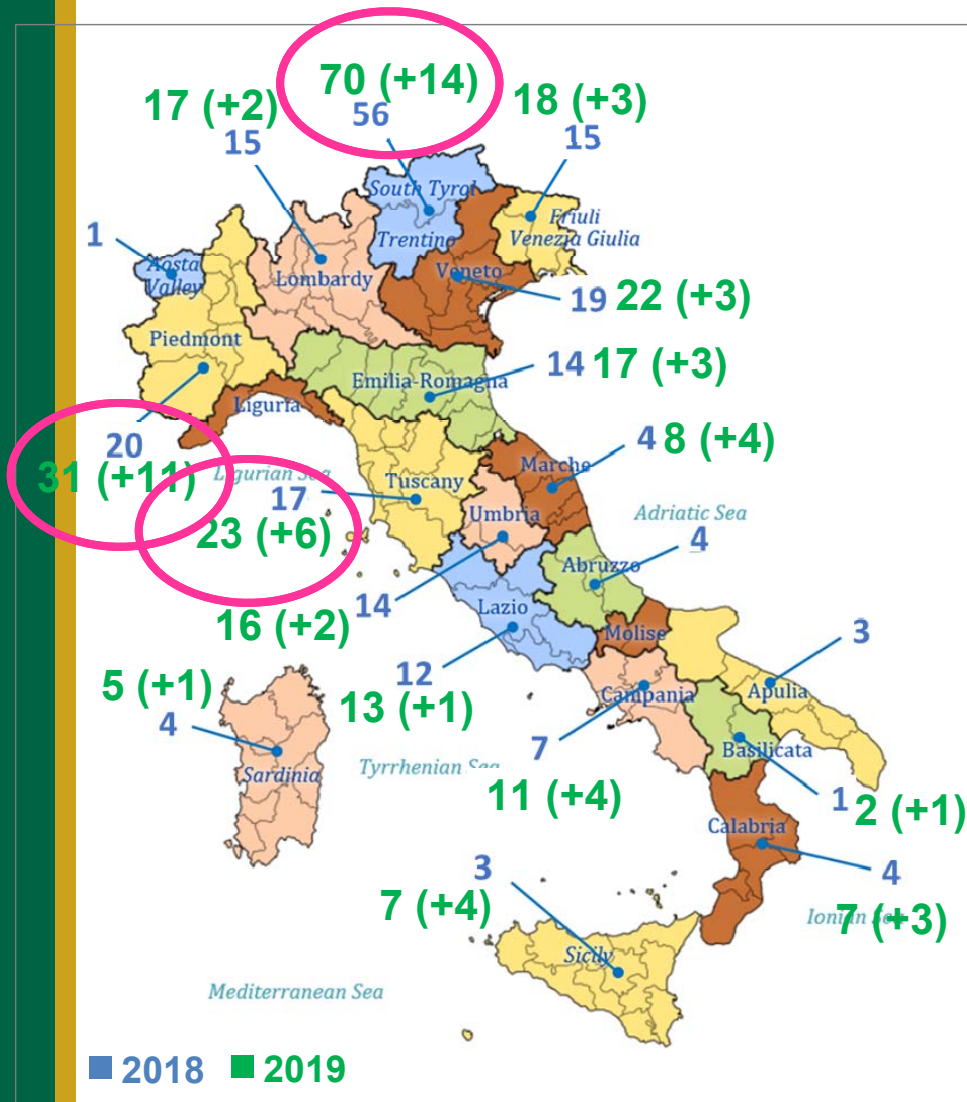 70 (+14)
17 (+2)
56
18 (+3)
15
15
South Tyrol
Trentino
Friuli
Venezia Giulia
1
Aosta
Valley
Lombardy
Veneto
19 22 (+3)
Piedmont
Emilia-Romagna
14 17 (+3)
Liguria
20
31 (+11)
Ligurian Sea
17
23 (+6)
Tuscany
Marche
4 8 (+4)
Umbria
Adriatic Sea
4
Abruzzo
14
16 (+2)
Lazio
Molise
12
13 (+1)
3
Apulia
5 (+1)
4
Sardinia
Campania
7
11 (+4)
Tyrrhenian Sea
Basilicata
1 2 (+1)
Calabria
4
7 (+3)
Ionian Sea
3
7 (+4)
Sicily
Mediterranean Sea
2018 2019